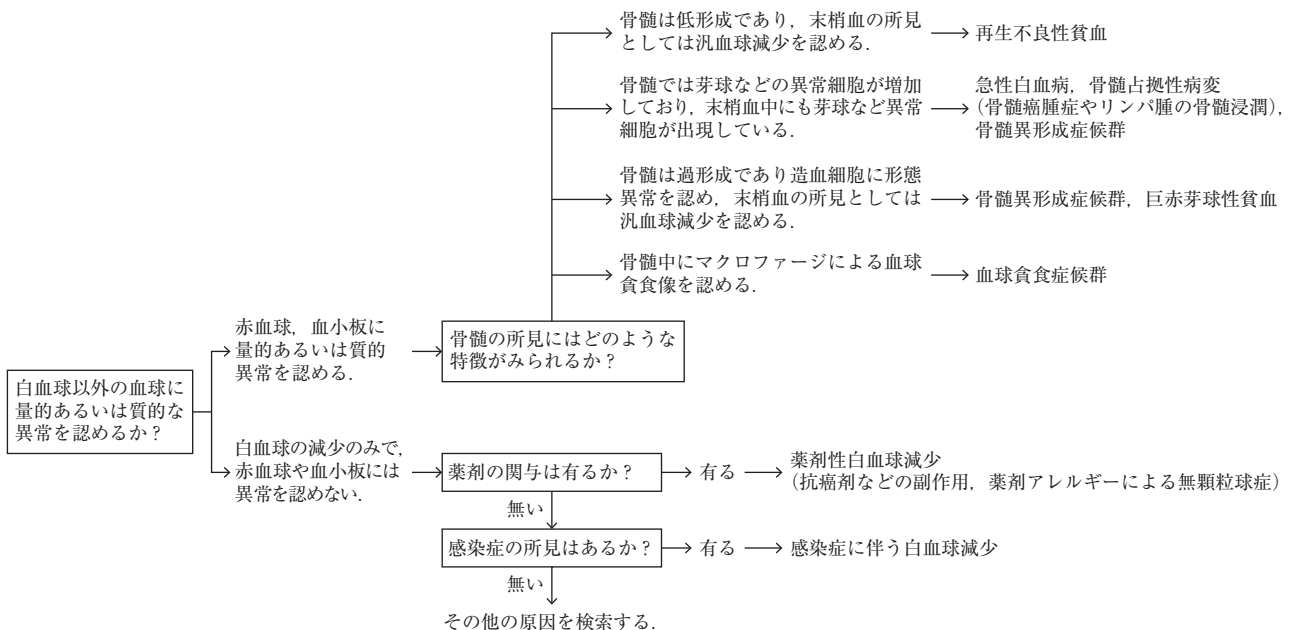 骨髄は低形成であり，末梢血の所見
としては汎血球減少を認める．
再生不良性貧血
骨髄では芽球などの異常細胞が増加
しており，末梢血中にも芽球など異常
細胞が出現している．
急性白血病，骨髄占拠性病変
（骨髄癌腫症やリンパ腫の骨髄浸潤），
骨髄異形成症候群
骨髄は過形成であり造血細胞に形態
異常を認め，末梢血の所見としては
汎血球減少を認める．
骨髄異形成症候群，巨赤芽球性貧血
骨髄中にマクロファージによる血球
貪食像を認める．
血球貪食症候群
赤血球，血小板に
量的あるいは質的
異常を認める．
骨髄の所見にはどのような
特徴がみられるか？
白血球以外の血球に
量的あるいは質的な
異常を認めるか？
白血球の減少のみで，
赤血球や血小板には
異常を認めない．
薬剤の関与は有るか？
有る
薬剤性白血球減少
（抗癌剤などの副作用，薬剤アレルギーによる無顆粒球症）
無い
感染症の所見はあるか？
有る
感染症に伴う白血球減少
無い
その他の原因を検索する．